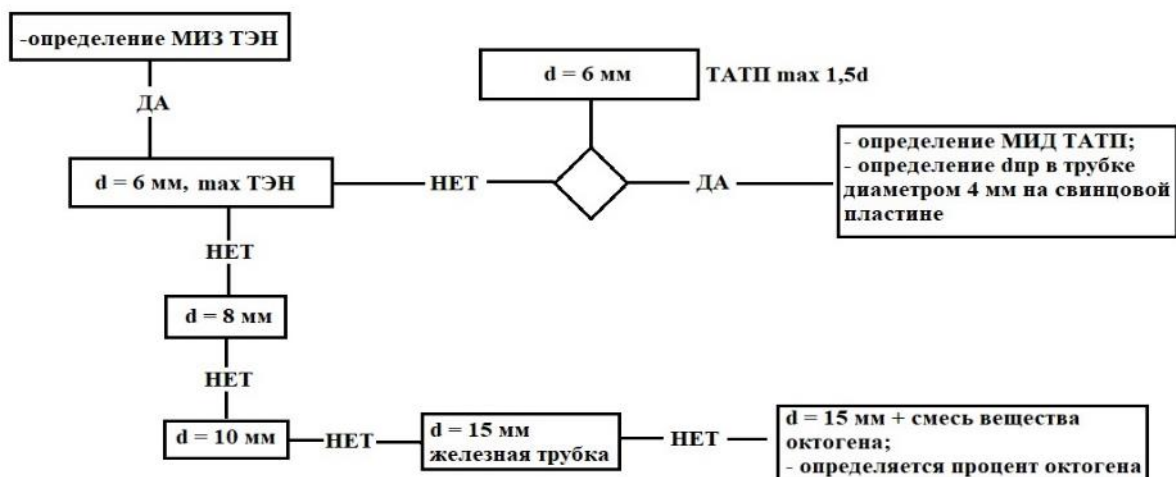 -определение МИЗ ТЭН
ДА
d = 6 мм, max ТЭН
НЕТ
d = 6 мм
ТАТП max 1,5d
ДА
- определение МИД ТАТП;
- определение dпр в трубке
диаметром 4 мм на свинцовой
пластине
НЕТ
d = 8 мм
НЕТ
d = 10 мм
НЕТ
d = 15 мм
железная трубка
НЕТ
d = 15 мм + смесь вещества
октогена;
- определяется процент октогена